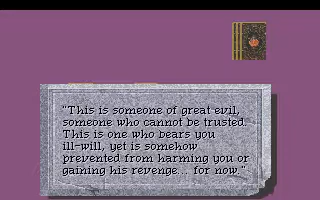 "This is someone of great evil,
someone who cannot be trusted.
This is one who bears you
ill-will, yet is somehow
prevented from harming you or
gaining his revenge... for now."